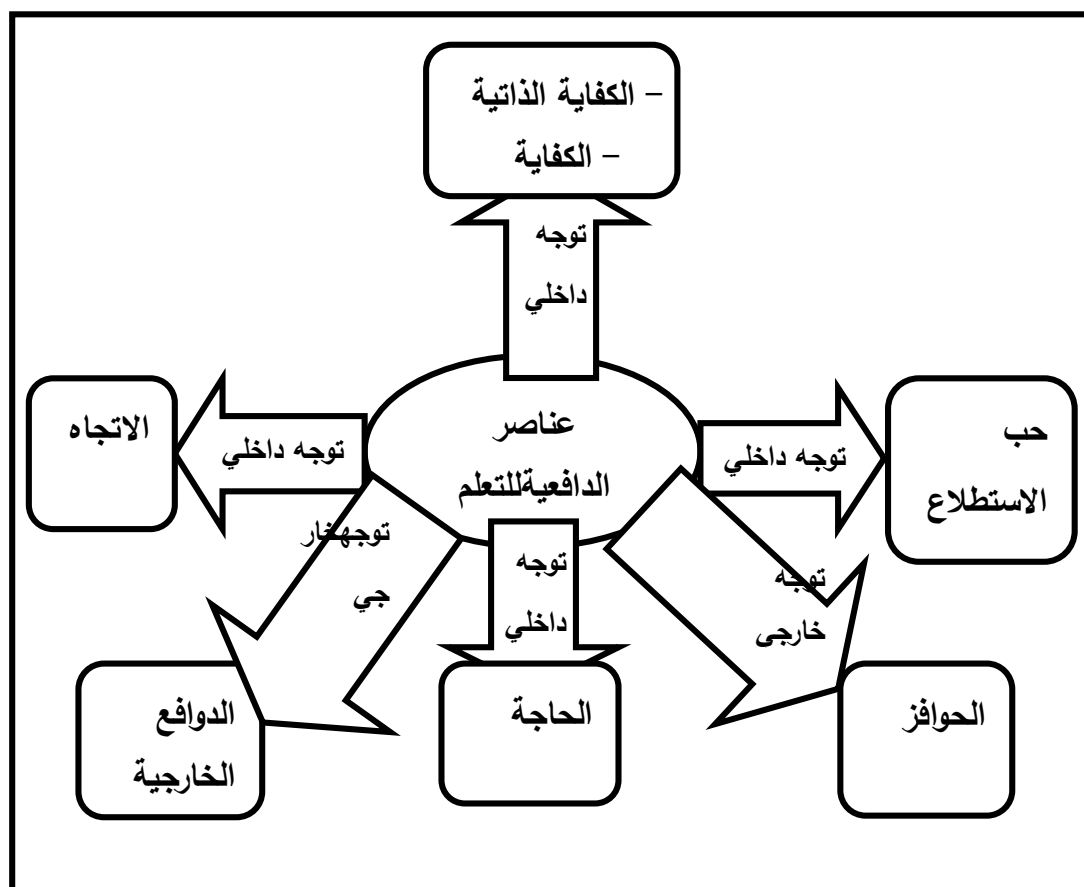 – الكفاية الذاتية
– الكفاية
توجه
داخلي
حب
الاستطلاع
توجه داخلي
عناصر
الدافعيةللتعلم
توجه داخلي
الاتجاه
توجه
خارجى
توجه
داخلي
توجهخار
جي
الحوافز
الحاجة
الدوافع
الخارجية